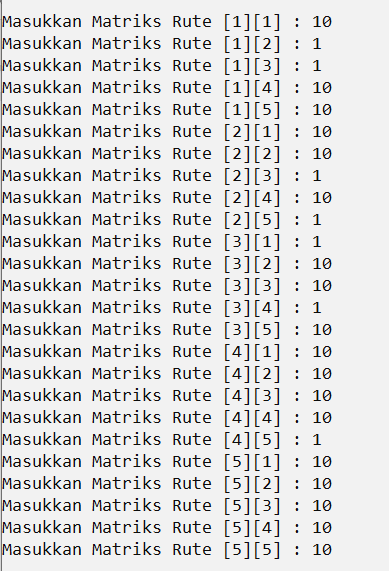 Masukkan Matriks Rute [1][1] : 10
Masukkan Matriks Rute [1][2] : 1
Masukkan Matriks Rute [1][3] : 1
Masukkan Matriks Rute [1][4] : 10
Masukkan Matriks Rute [1][5] : 10
Masukkan Matriks Rute [2][1] : 10
Masukkan Matriks Rute [2][2] : 10
Masukkan Matriks Rute [2][3] : 1
Masukkan Matriks Rute [2][4] : 10
Masukkan Matriks Rute [2][5] : 1
Masukkan Matriks Rute [3][1] : 1
Masukkan Matriks Rute [3][2] : 10
Masukkan Matriks Rute [3][3] : 10
Masukkan Matriks Rute [3][4] : 1
Masukkan Matriks Rute [3][5] : 10
Masukkan Matriks Rute [4][1] : 10
Masukkan Matriks Rute [4][2] : 10
Masukkan Matriks Rute [4][3] : 10
Masukkan Matriks Rute [4][4] : 10
Masukkan Matriks Rute [4][5] : 1
Masukkan Matriks Rute [5][1] : 10
Masukkan Matriks Rute [5][2] : 10
Masukkan Matriks Rute [5][3] : 10
Masukkan Matriks Rute [5][4] : 10
Masukkan Matriks Rute [5][5] : 10